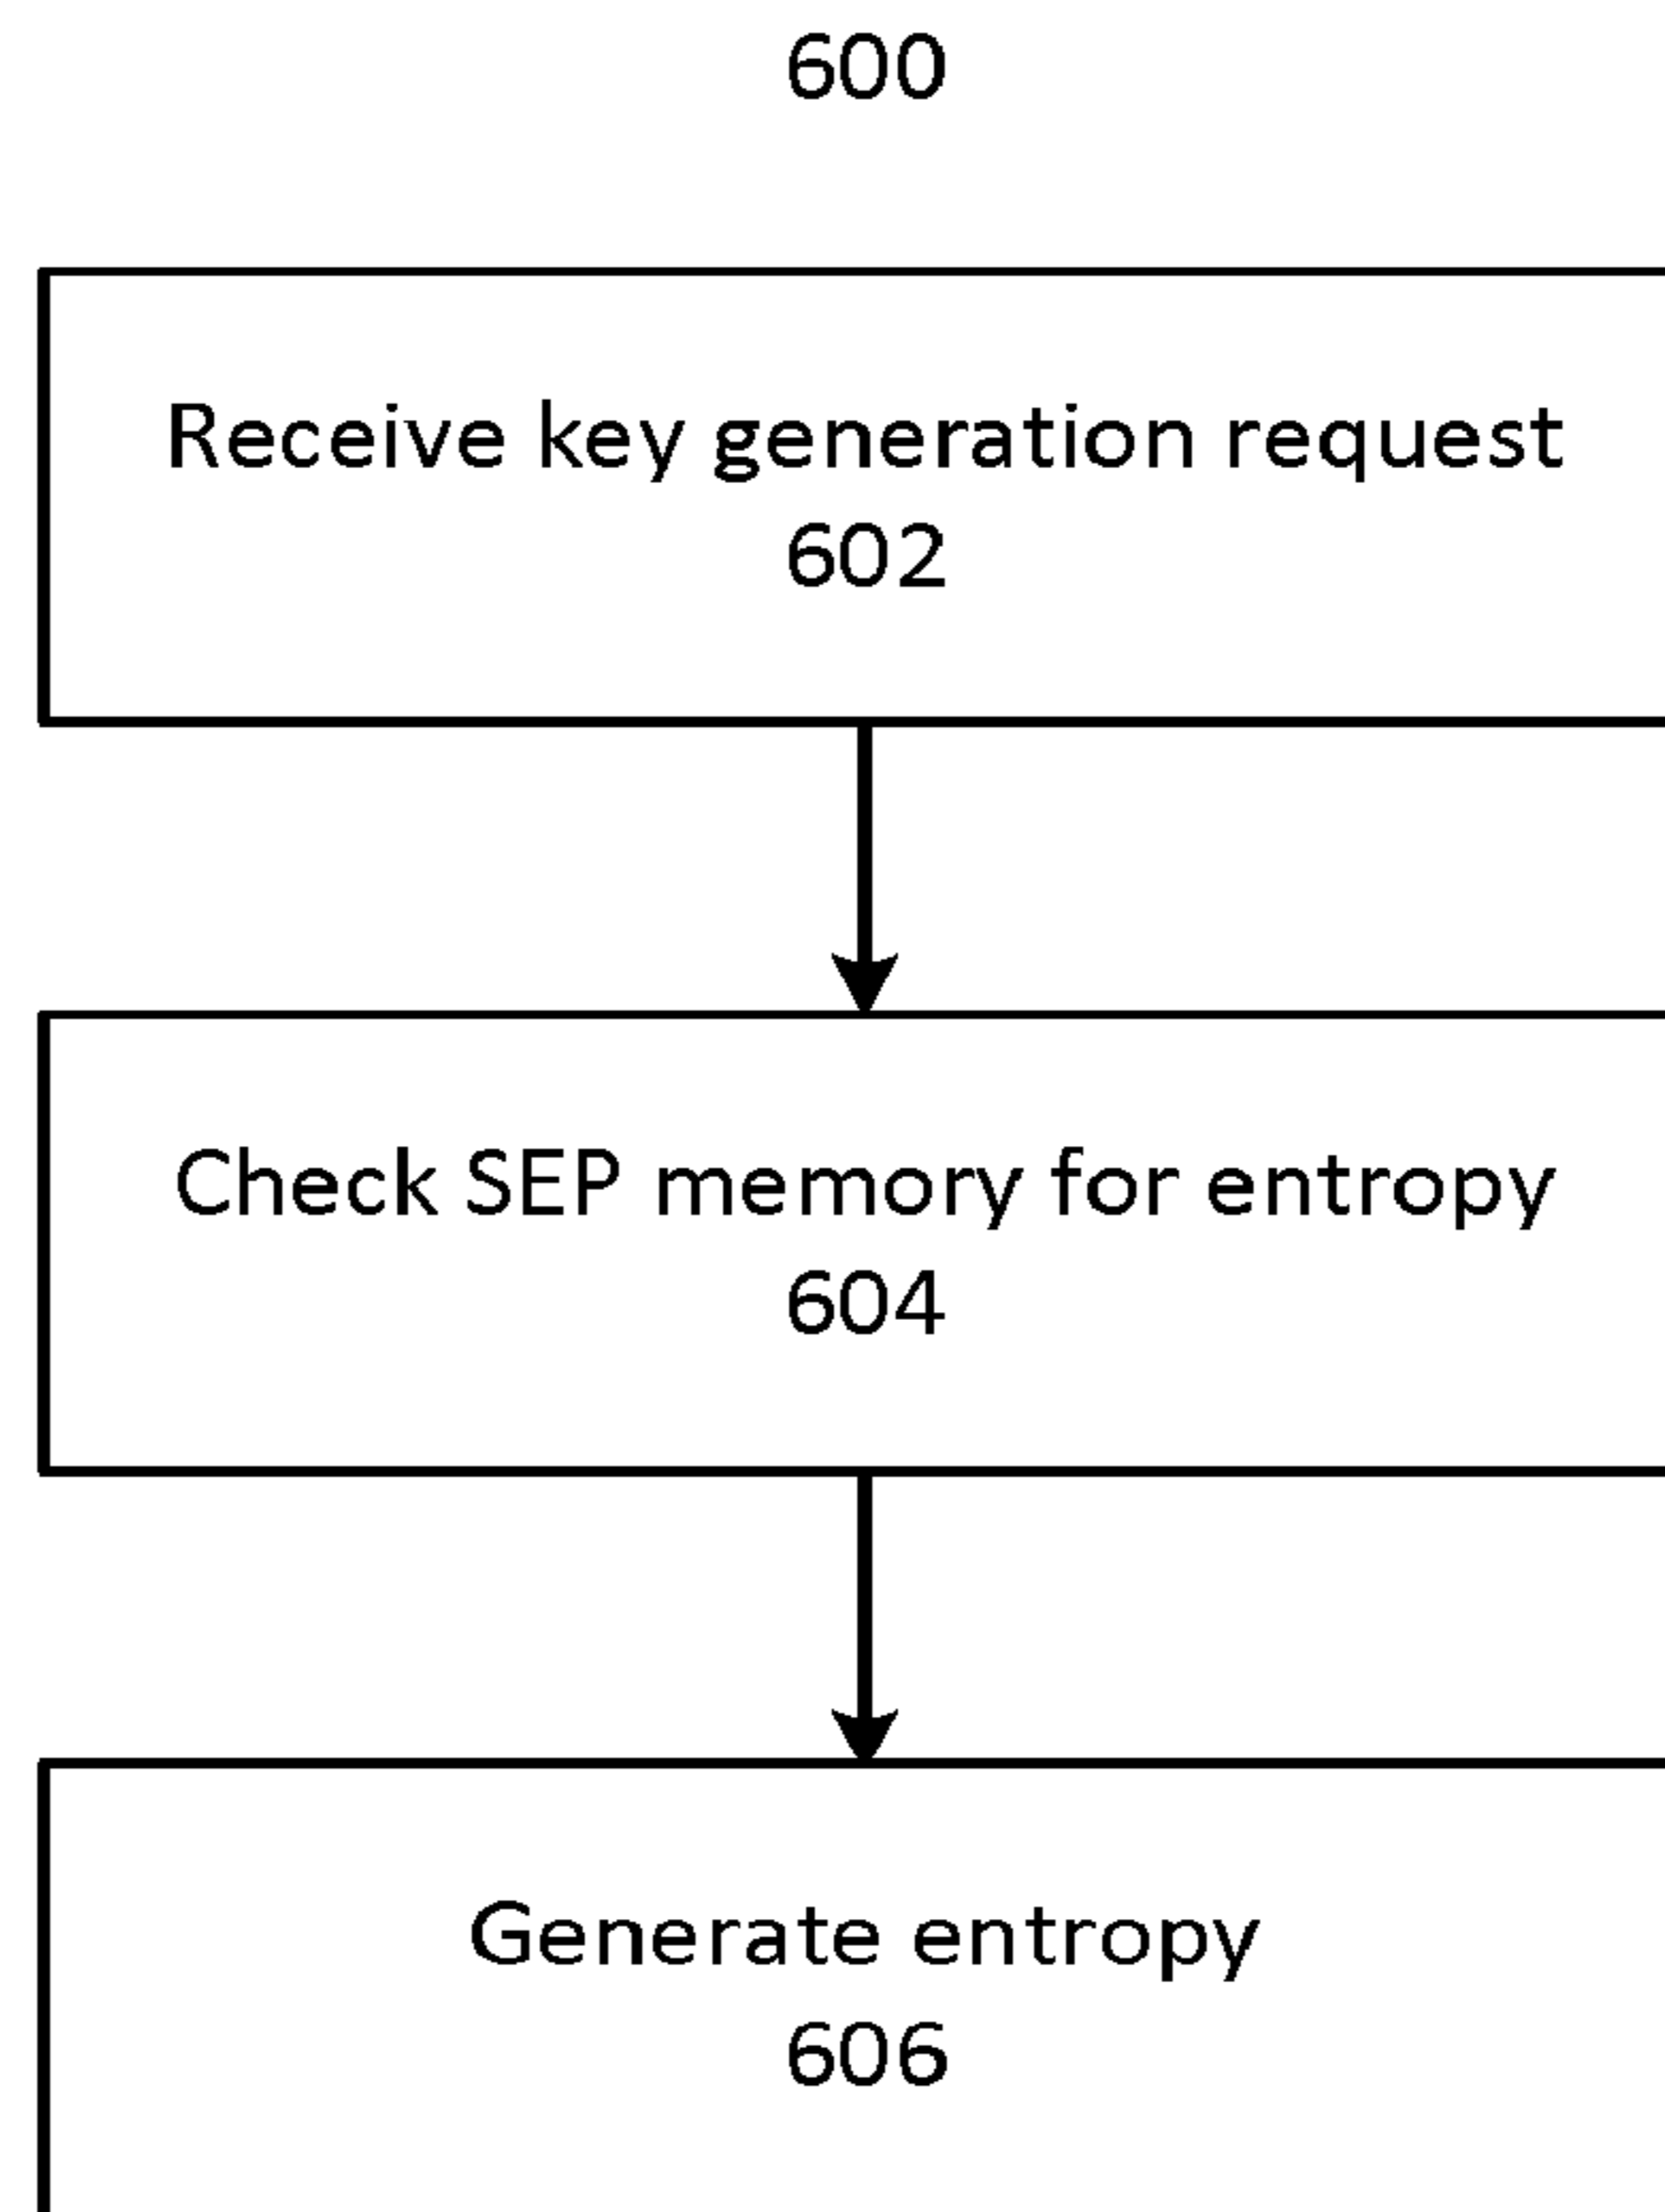 600
Receive key generation request
602
Check SEP memory for entropy
604
Generate entropy
606